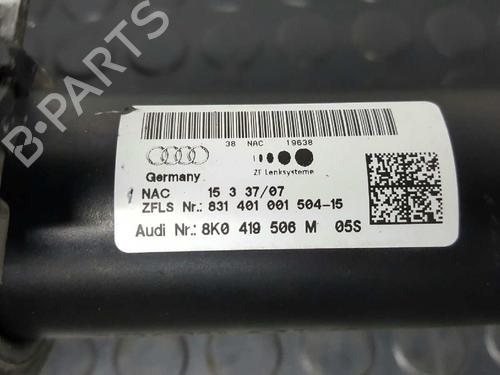 38 NAC 19638
ZF Lenksysteme
Germany
NAC 15 3 37/07
ZFLS Nr.: 831 401 001 504-15
Audi Nr.: 8K0 419 506 M 05S
B-PARTS